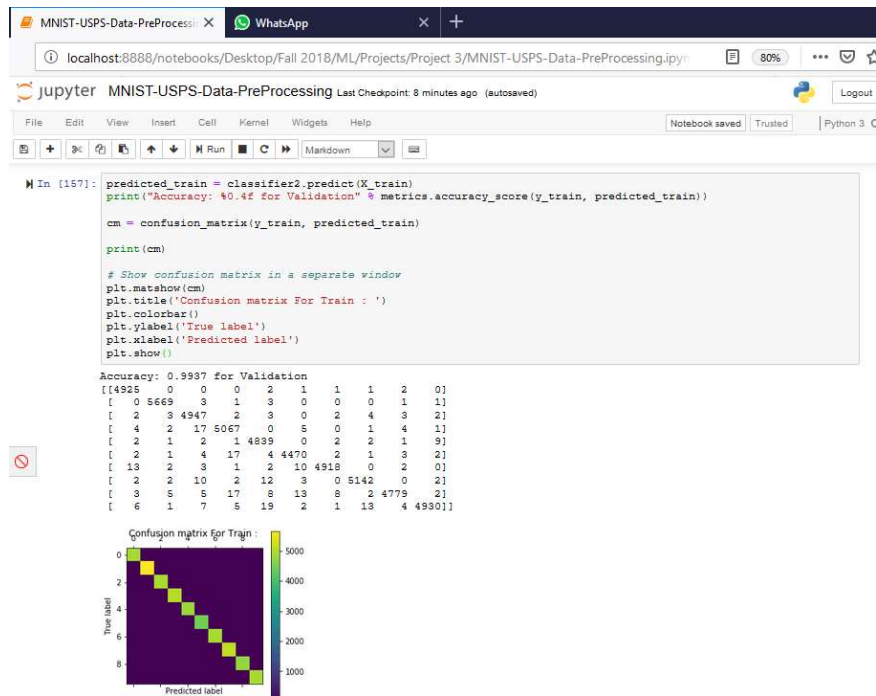 MNIST-USPS-Data-PreProcessi × WhatsApp × +
localhost:8888/notebooks/Desktop/Fall 2018/ML/Projects/Project 3/MNIST-USPS-Data-PreProcessing.ipyn 80% •••
jupyter MNIST-USPS-Data-PreProcessing Last Checkpoint: 8 minutes ago (autosaved) Logout
File Edit View Insert Cell Kernel Widgets Help Notebook saved Trusted Python 3
Run Markdown
In [157]: predicted_train = classifier2.predict(X_train)
print("Accuracy: %0.4f for Validation" % metrics.accuracy_score(y_train, predicted_train))
cm = confusion_matrix(y_train, predicted_train)
print(cm)
# Show confusion matrix in a separate window
plt.matshow(cm)
plt.title('Confusion matrix For Train : ')
plt.colorbar()
plt.ylabel('True label')
plt.xlabel('Predicted label')
plt.show()
Accuracy: 0.9937 for Validation
[[4925 0 0 0 2 1 1 1 2 0]
[ 0 5669 3 1 3 0 0 0 1 1]
[ 2 3 4947 2 3 0 2 4 3 2]
[ 4 2 17 5067 0 5 0 1 4 1]
[ 2 1 2 1 4839 0 2 2 1 9]
[ 2 1 4 17 4 4470 2 1 3 2]
[ 13 2 3 1 2 10 4918 0 2 0]
[ 2 2 10 2 12 3 0 5142 0 2]
[ 3 5 5 17 8 13 8 2 4779 2]
[ 6 1 7 5 19 2 1 13 4 4930]]
Confusion matrix For Train :
0 2 4 6 8
0
2
4
6
8
True label
Predicted label
5000
4000
3000
2000
1000